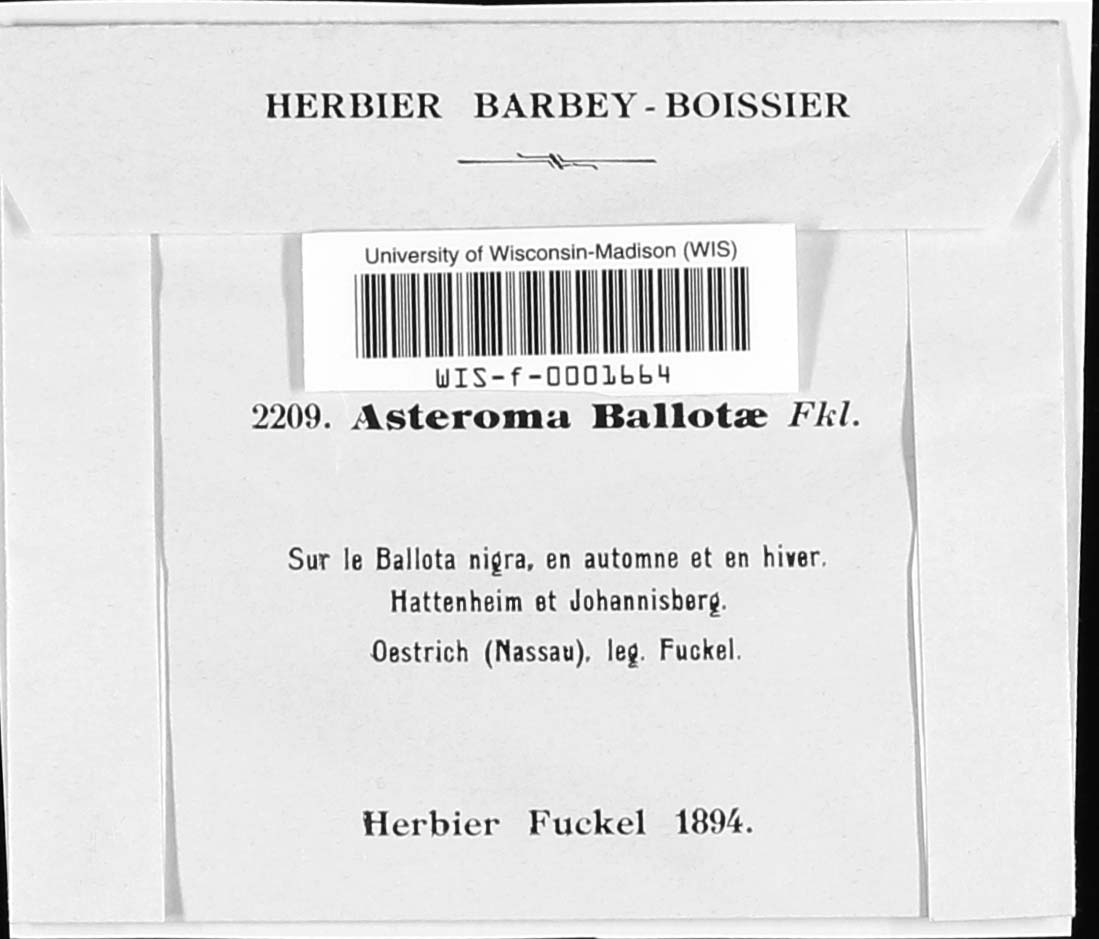 HERBIER BARBEY-BOISSIER
University of Wisconsin-Madison (WIS)
WIS-f-0001664
2209. Asteroma Ballotæ Fkl.
Sur le Ballota nigra, en automne et en hiver.
Hattenheim et Johannisberg.
Oestrich (Nassau), leg. Fuckel.
Herbier Fuckel 1894.